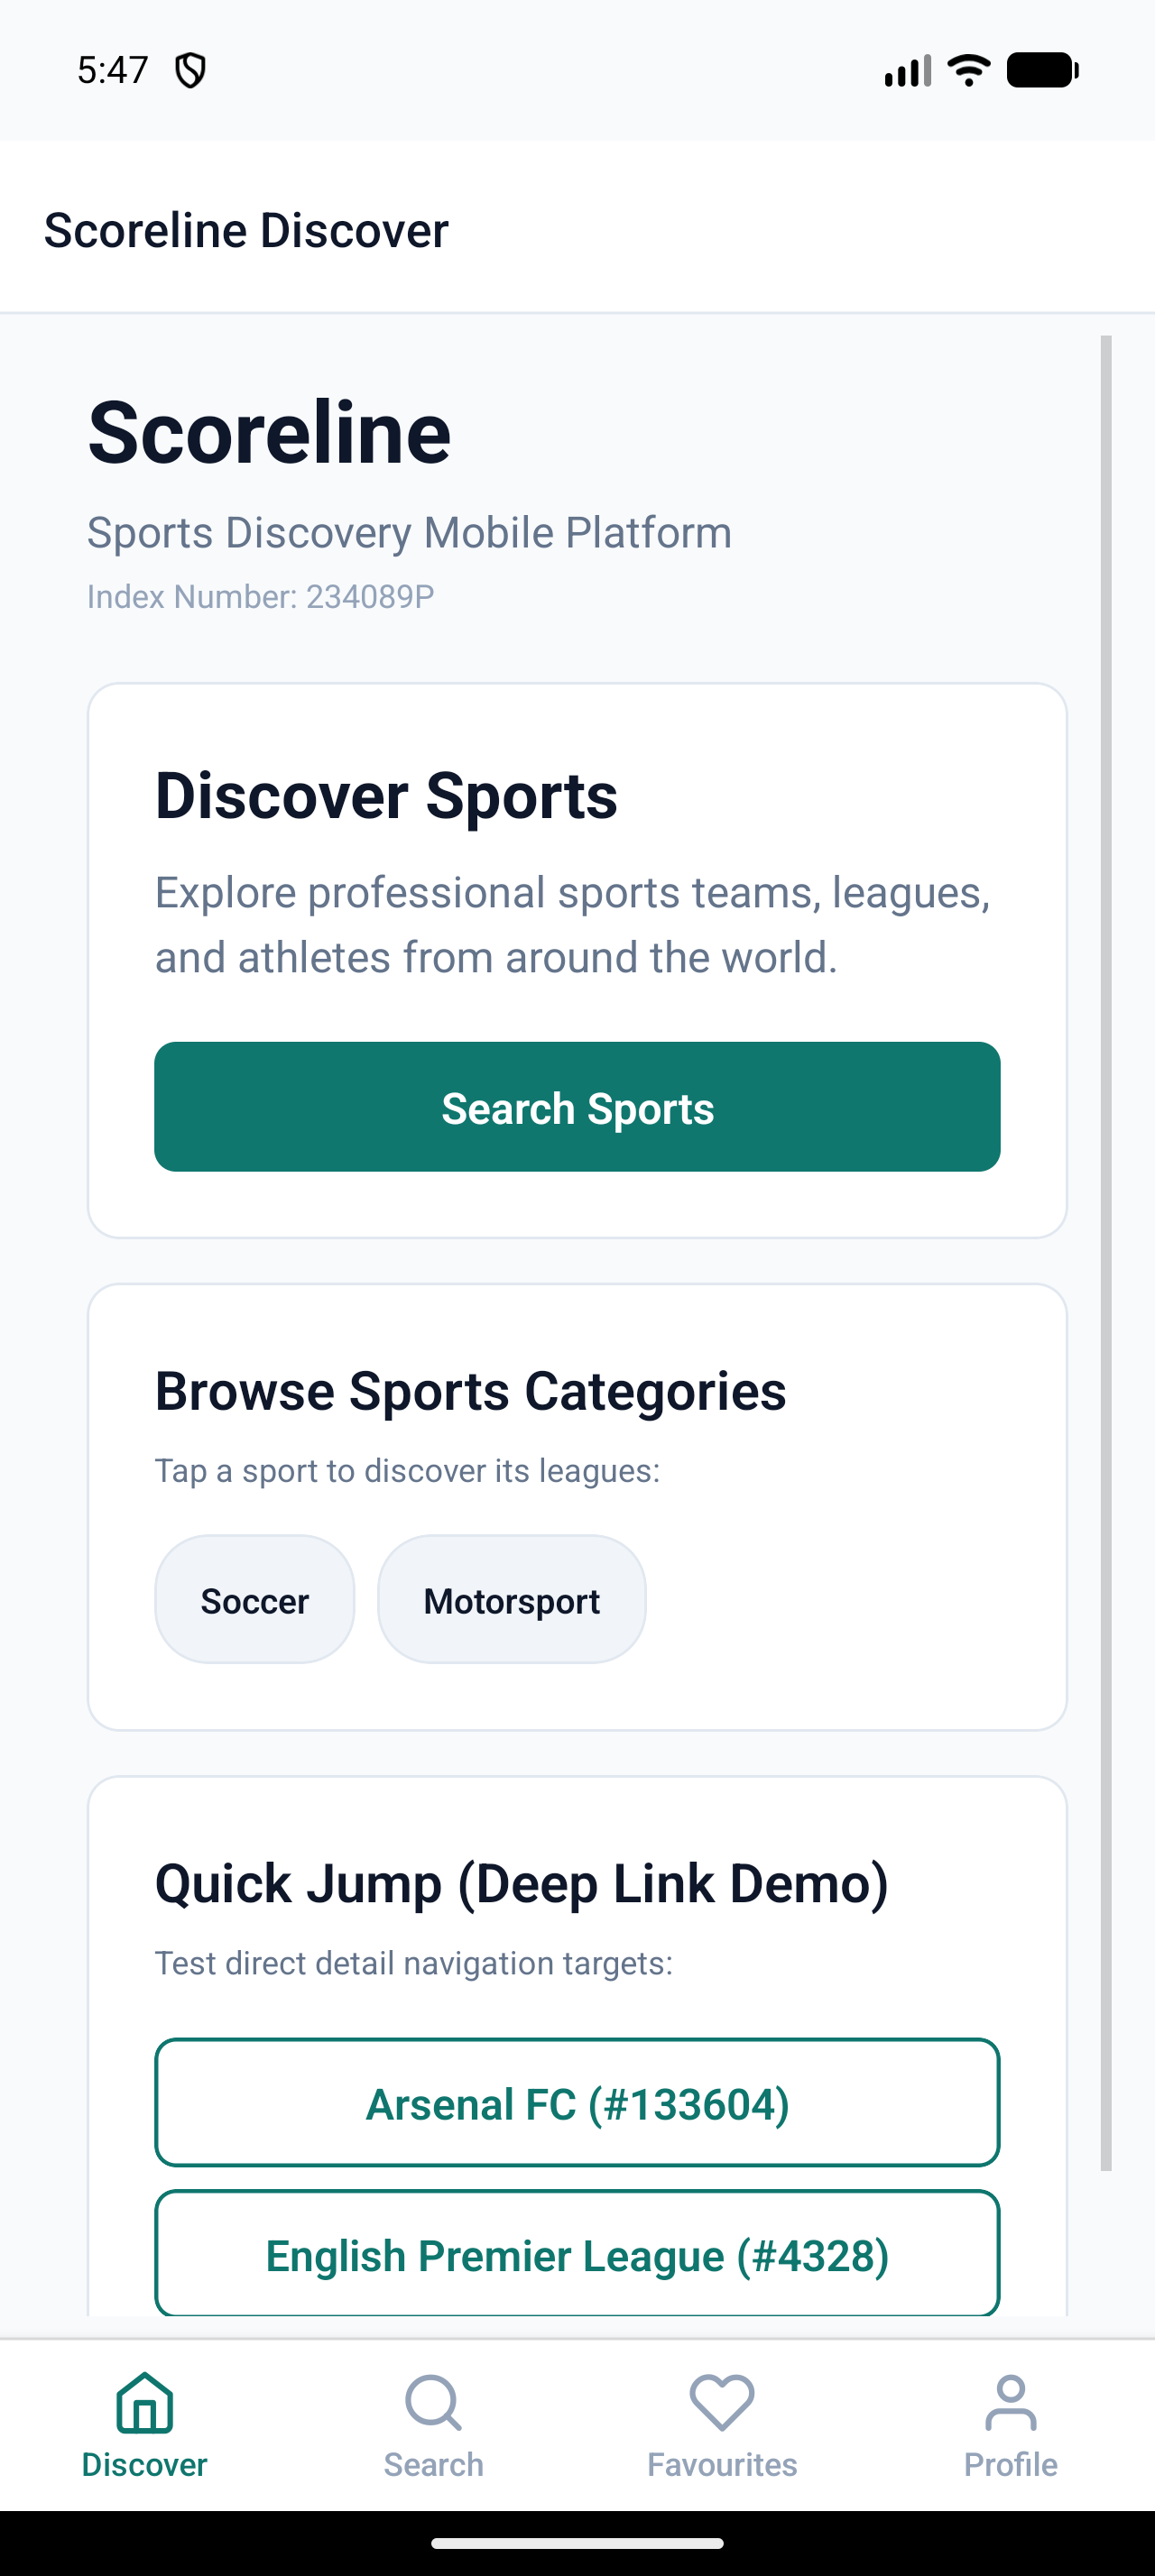 5:47
Scoreline Discover
Scoreline
Sports Discovery Mobile Platform
Index Number: 234089P
Discover Sports
Explore professional sports teams, leagues,
and athletes from around the world.
Search Sports
Browse Sports Categories
Tap a sport to discover its leagues:
Soccer
Motorsport
Quick Jump (Deep Link Demo)
Test direct detail navigation targets:
Arsenal FC (#133604)
English Premier League (#4328)
Discover
Search
Favourites
Profile